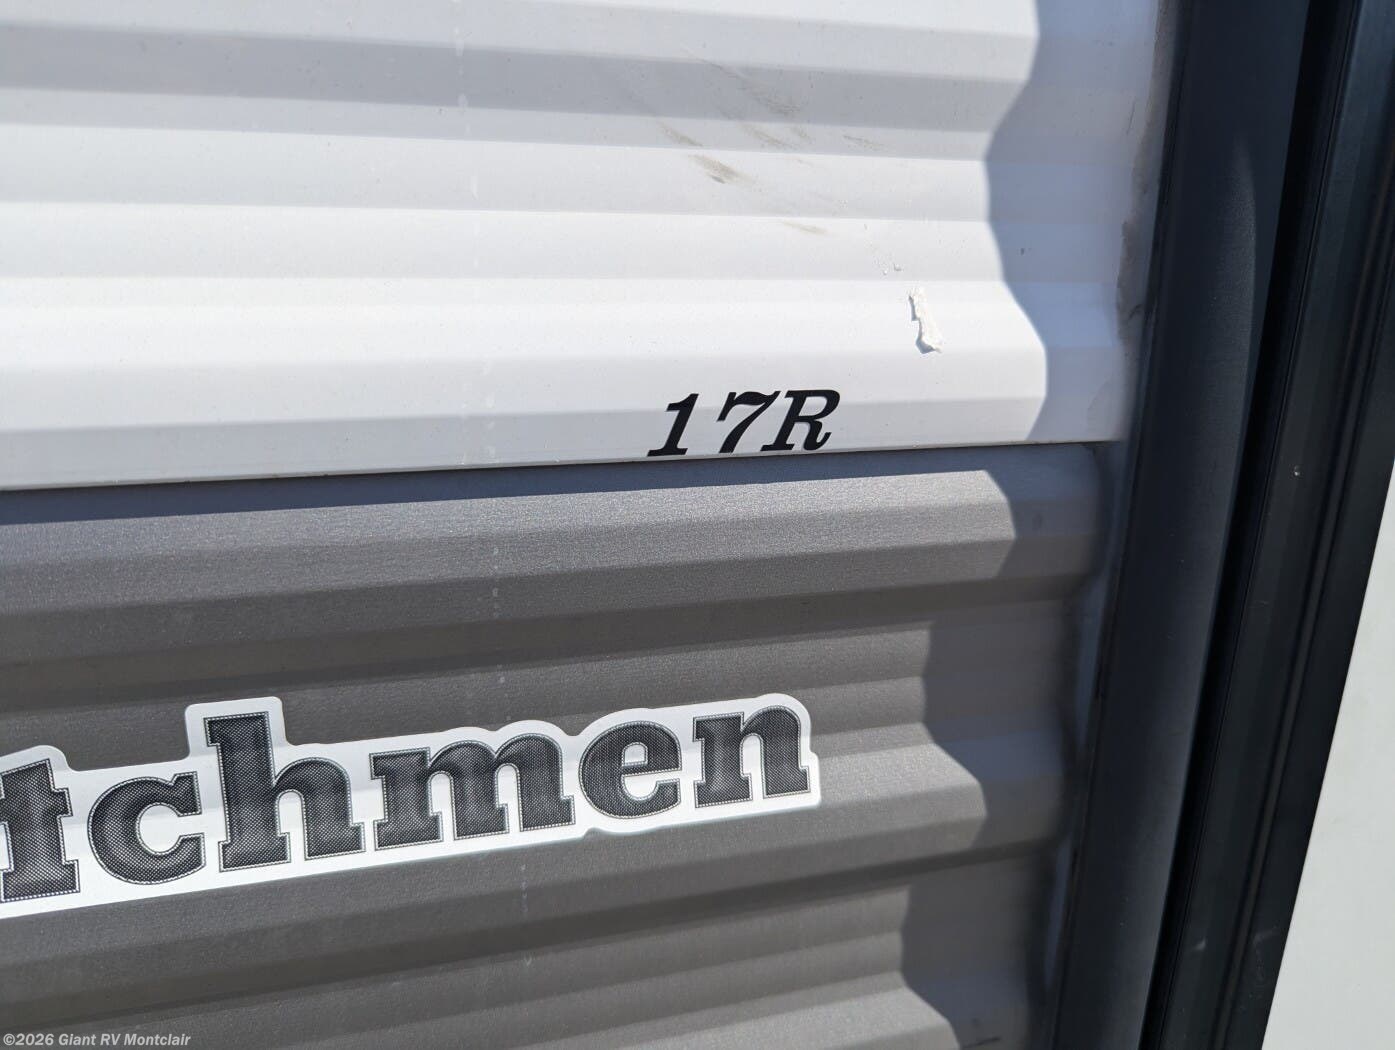 17R
tchmen
©2026 Giant RV Montclair